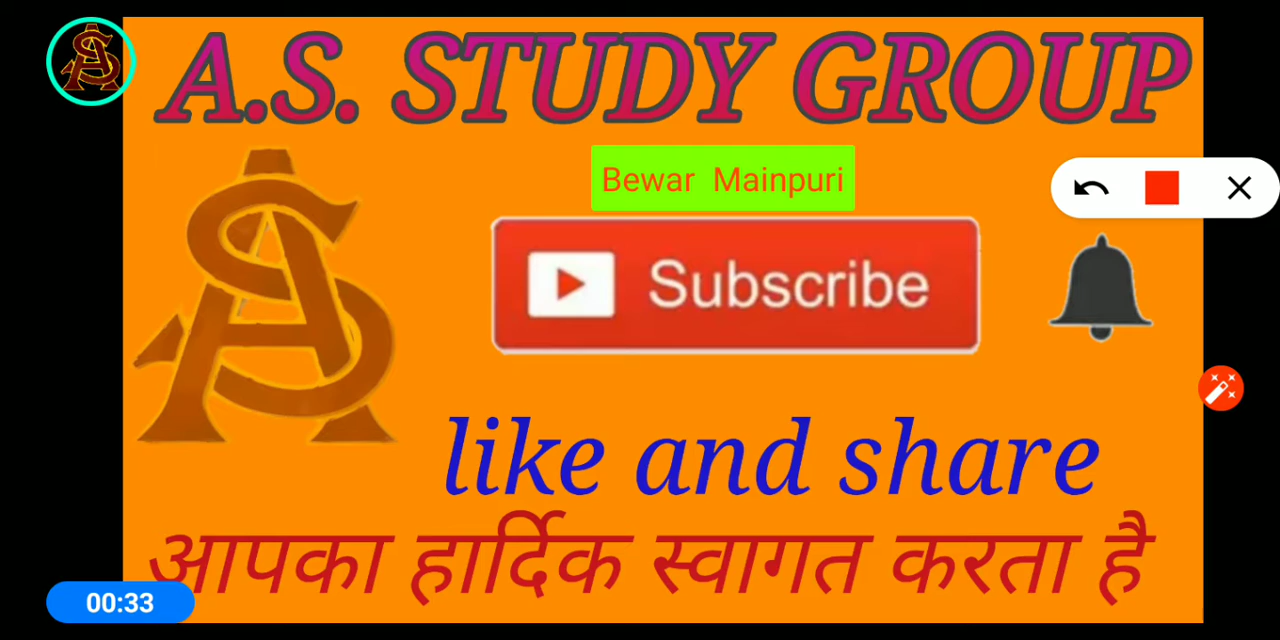 A.S. STUDY GROUP
Bewar Mainpuri
Subscribe
like and share
आपका हार्दिक स्वागत करता है
00:33